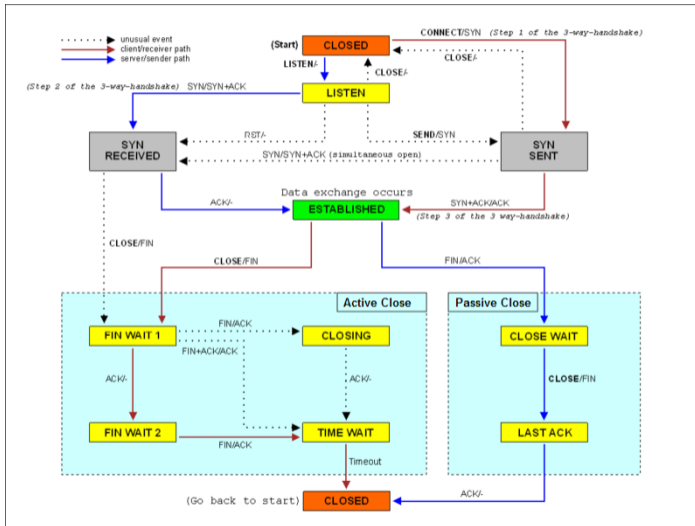 unusual event
client/receiver path
server/sender path
(Start)
CLOSED
CONNECT/SYN (Step 1 of the 3-way-handshake)
CLOSE/-
LISTEN/-
CLOSE/-
(Step 2 of the 3-way-handshake) SYN/SYN+ACK
LISTEN
RST/-
SEND/SYN
SYN
RECEIVED
SYN
SENT
SYN/SYN+ACK (simultaneous open)
Data exchange occurs
ACK/-
ESTABLISHED
SYN+ACK/ACK
(Step 3 of the 3 way-handshake)
CLOSE/FIN
CLOSE/FIN
FIN/ACK
Active Close
Passive Close
FIN/ACK
FIN WAIT 1
CLOSING
CLOSE WAIT
FIN+ACK/ACK
ACK/-
ACK/-
CLOSE/FIN
FIN WAIT 2
TIME WAIT
LAST ACK
FIN/ACK
Timeout
(Go back to start)
CLOSED
ACK/-